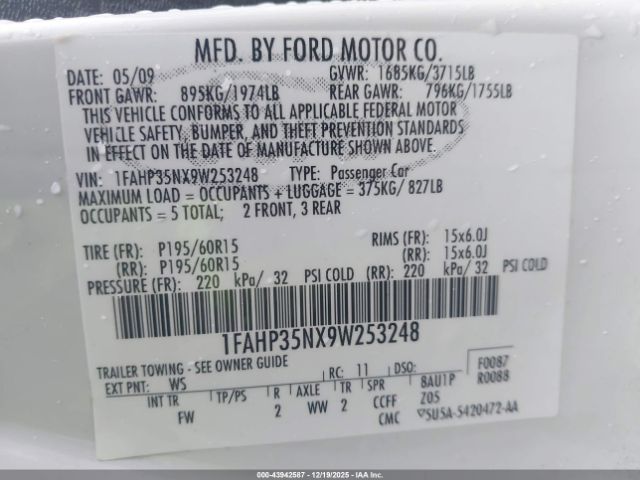 MFD. BY FORD MOTOR CO.
DATE: 05/09 GVWR: 1685KG/3715LB
FRONT GAWR: 895KG/1974LB REAR GAWR: 796KG/1755LB
THIS VEHICLE CONFORMS TO ALL APPLICABLE FEDERAL MOTOR
VEHICLE SAFETY, BUMPER, AND THEFT PREVENTION STANDARDS
IN EFFECT ON THE DATE OF MANUFACTURE SHOWN ABOVE.
VIN: 1FAHP35NX9W253248 TYPE: Passenger Car
MAXIMUM LOAD = OCCUPANTS + LUGGAGE = 375KG/ 827LB
OCCUPANTS = 5 TOTAL; 2 FRONT, 3 REAR
TIRE (FR): P195/60R15 RIMS (FR): 15x6.0J
(RR): P195/60R15 (RR): 15x6.0J
PRESSURE (FR): 220 kPa/ 32 PSI COLD (RR): 220 kPa/ 32 PSI COLD
1FAHP35NX9W253248
TRAILER TOWING - SEE OWNER GUIDE
EXT PNT: WS RC: 11 DSO: F0087
INT TR TP/PS R AXLE TR SPR BAU1P R0088
FW 2 WW 2 CCFF Z05
CMC 5U5A-5420472-AA
000-43942587 - 12/19/2025 - IAAI.COM